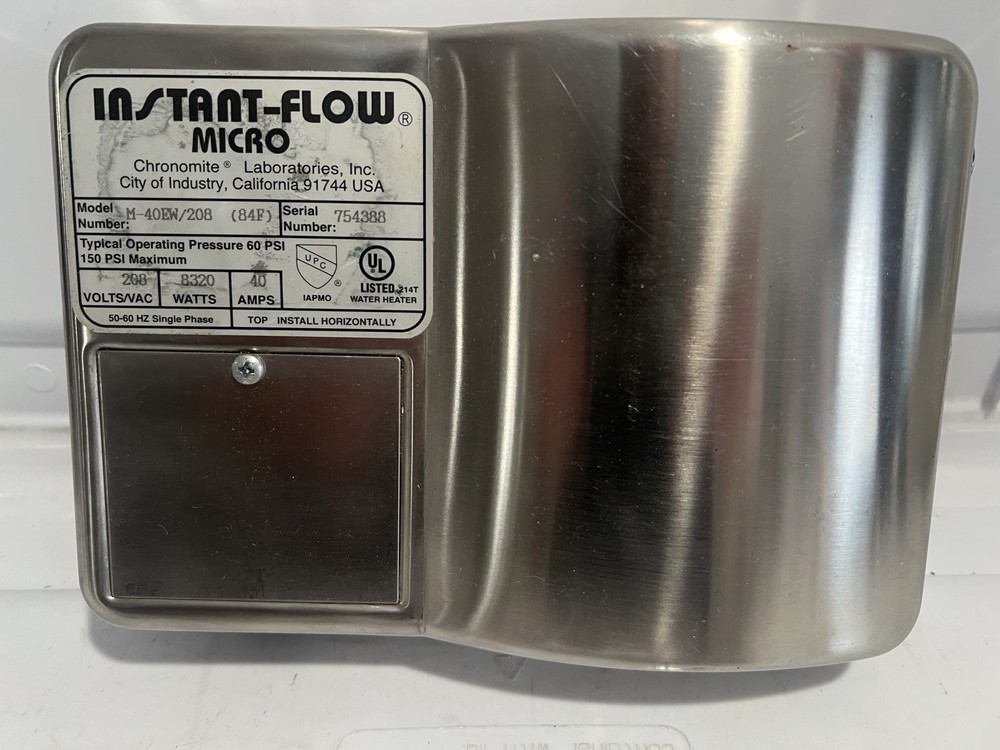 INSTANT-FLOW®
MICRO
Chronomite® Laboratories, Inc.
City of Industry, California 91744 USA
Model Number: M-40EW/208 (84F)
Serial Number: 754388
Typical Operating Pressure 60 PSI
150 PSI Maximum
208 VOLTS/VAC
8320 WATTS
40 AMPS
UPC®
IAPMO
UL
LISTED 214T
WATER HEATER
50-60 HZ Single Phase
TOP INSTALL HORIZONTALLY